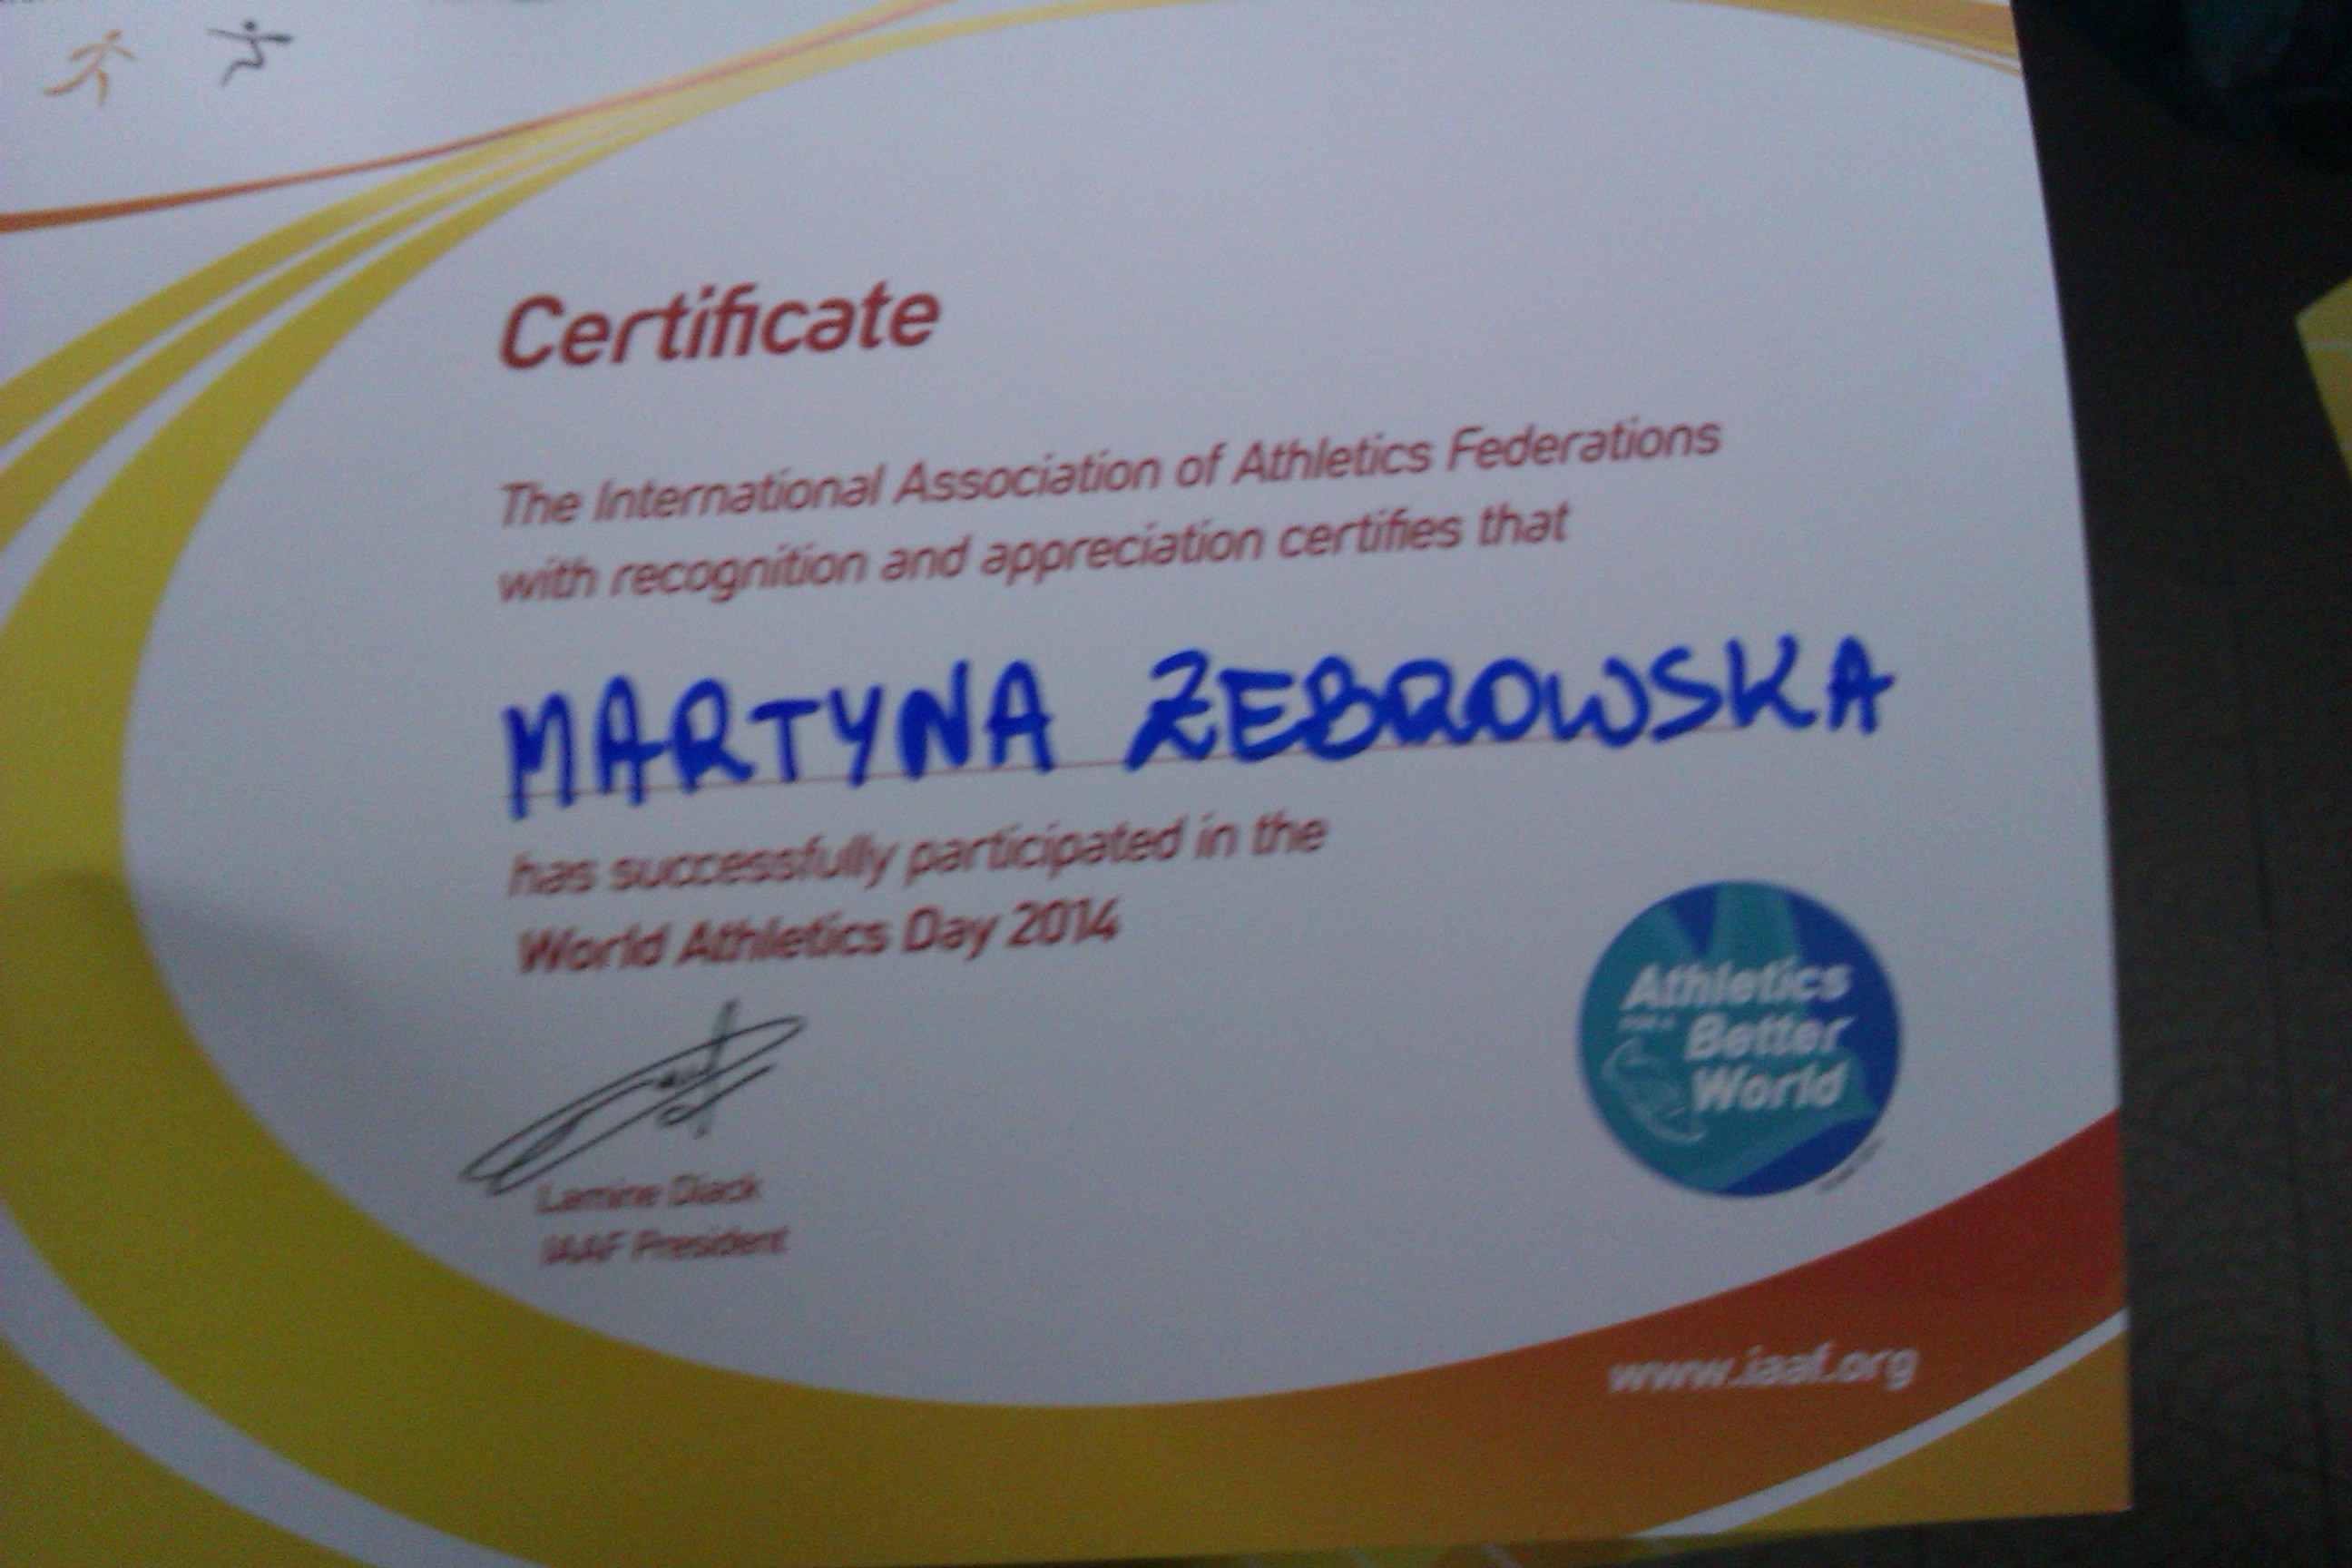 Certificate
The International Association of Athletics Federations
with recognition and appreciation certifies that
MARTYNA ŻEBROWSKA
has successfully participated in the
World Athletics Day 2014
Lamine Diack
IAAF President
Athletics
FOR A Better
World
www.iaaf.org